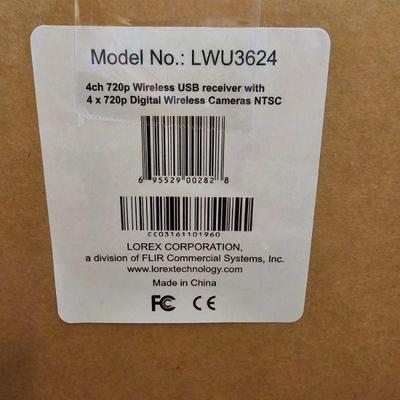 Model No.: LWU3624
4ch 720p Wireless USB receiver with
4 x 720p Digital Wireless Cameras NTSC
6 95529 00282 8
CC03161101960
LOREX CORPORATION,
a division of FLIR Commercial Systems, Inc.
www.lorextechnology.com
Made in China
FC CE